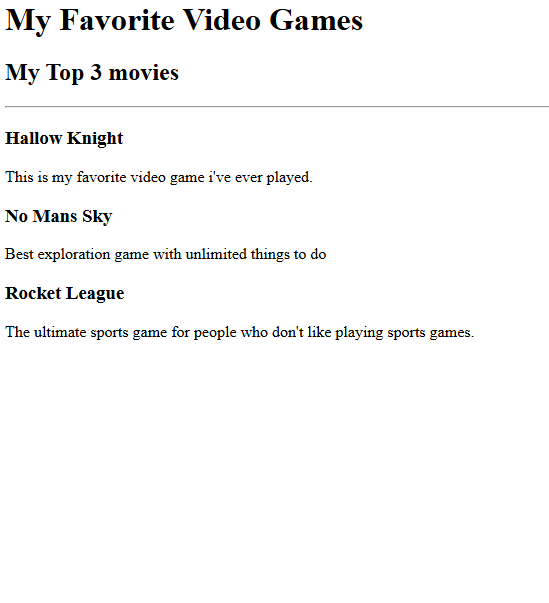 My Favorite Video Games
My Top 3 movies
Hallow Knight
This is my favorite video game i've ever played.
No Mans Sky
Best exploration game with unlimited things to do
Rocket League
The ultimate sports game for people who don't like playing sports games.